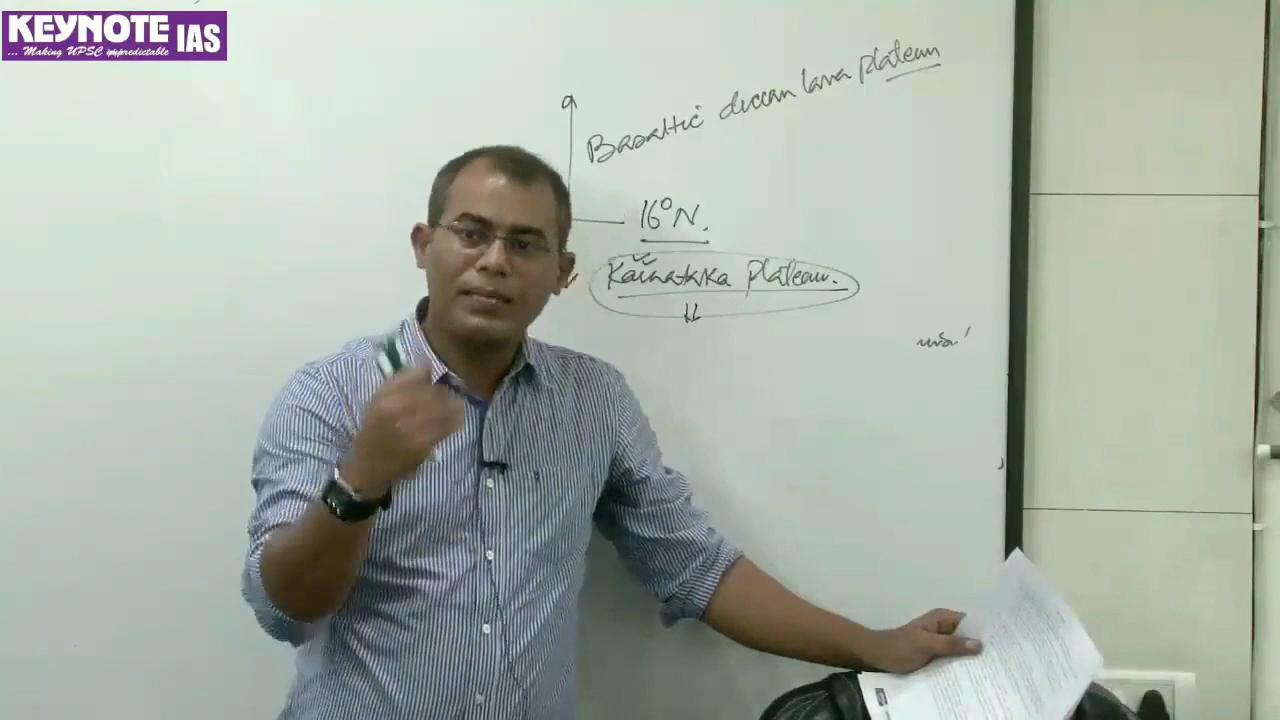 KEYNOTE IAS
... Making UPSC unpredictable
Basaltic deccan lava plateau
16°N.
Karnataka plateau.